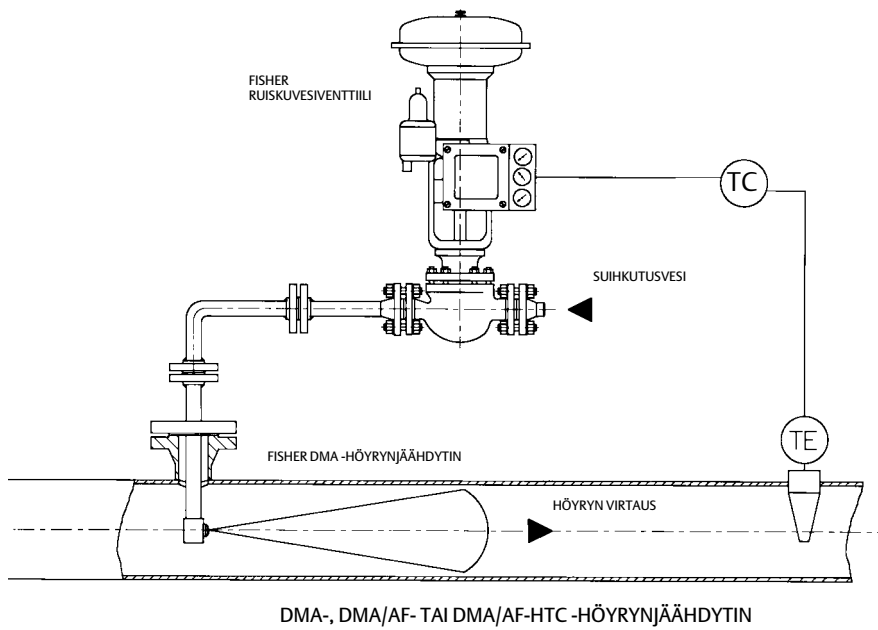 FISHER
RUISKUVESIVENTTIILI
TC
SUIHKUTUSVESI
TE
FISHER DMA -HÖYRYNJÄÄHDYTIN
HÖYRYN VIRTAUS
DMA-, DMA/AF- TAI DMA/AF-HTC -HÖYRYNJÄÄHDYTIN